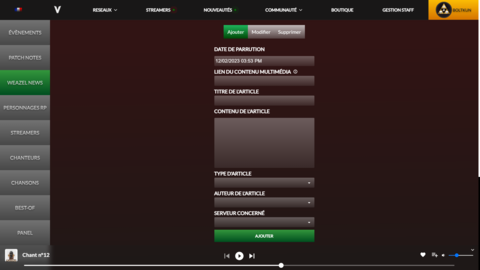 V RESEAUX STREAMERS NOUVEAUTÉS COMMUNAUTÉ BOUTIQUE GESTION STAFF BOLTKUN
Ajouter Modifier Supprimer
ÉVÈNEMENTS
PATCH NOTES
WEAZEL NEWS
PERSONNAGES RP
STREAMERS
CHANTEURS
CHANSONS
BEST-OF
PANEL
DATE DE PARRUTION
12/02/2023 03:53 PM
LIEN DU CONTENU MULTIMÉDIA
TITRE DE L'ARTICLE
CONTENU DE L'ARTICLE
TYPE D'ARTICLE
AUTEUR DE L'ARTICLE
SERVEUR CONCERNÉ
AJOUTER
Chant n°12